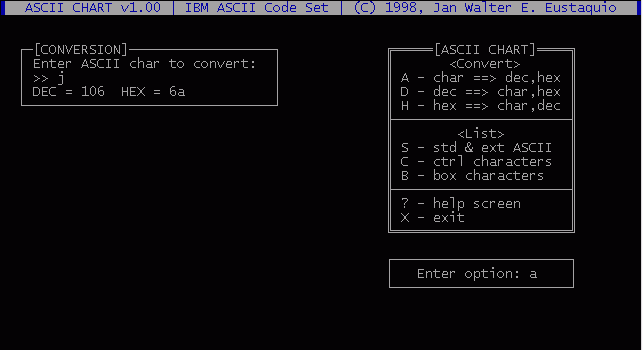 ASCII CHART v1.00 | IBM ASCII Code Set | (C) 1998, Jan Walter E. Eustaquio
[CONVERSION]
Enter ASCII char to convert:
>> j
DEC = 106  HEX = 6a
[ASCII CHART]
<Convert>
A - char ==> dec,hex
D - dec ==> char,hex
H - hex ==> char,dec
<List>
S - std & ext ASCII
C - ctrl characters
B - box characters
? - help screen
X - exit
Enter option: a